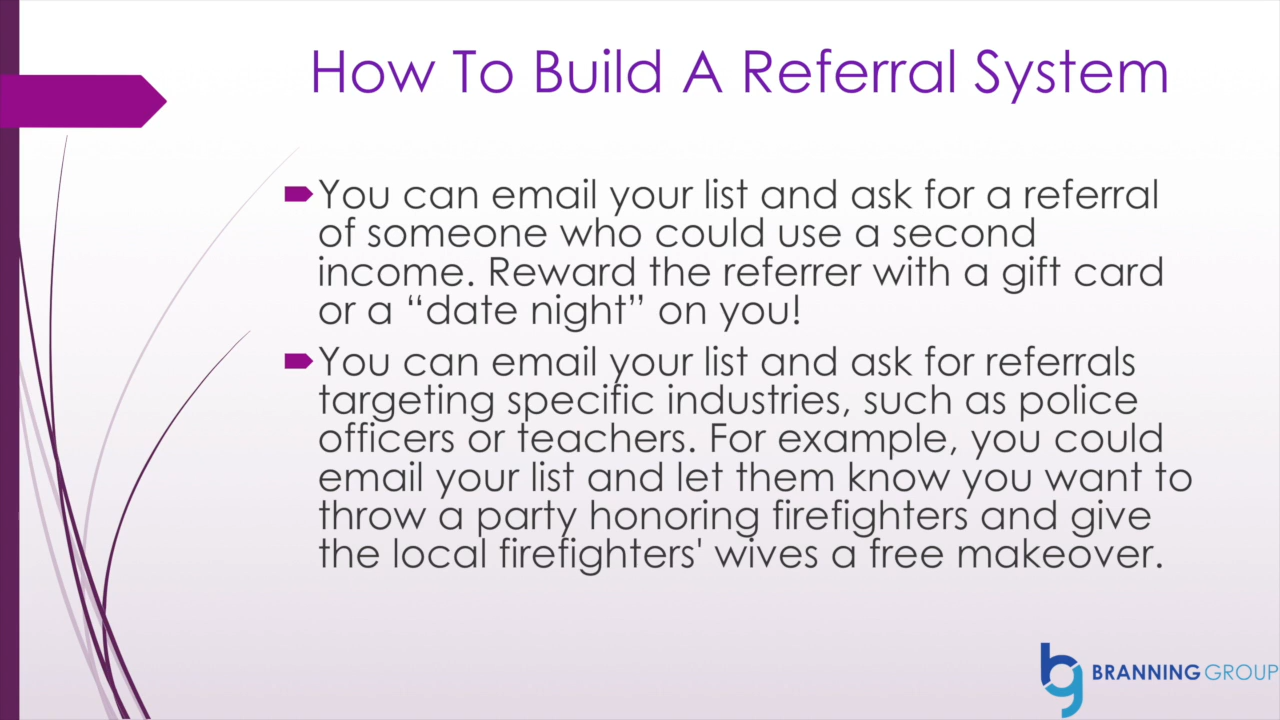 How To Build A Referral System
You can email your list and ask for a referral
of someone who could use a second
income. Reward the referrer with a gift card
or a “date night” on you!
You can email your list and ask for referrals
targeting specific industries, such as police
officers or teachers. For example, you could
email your list and let them know you want to
throw a party honoring firefighters and give
the local firefighters' wives a free makeover.
bg BRANNING GROUP